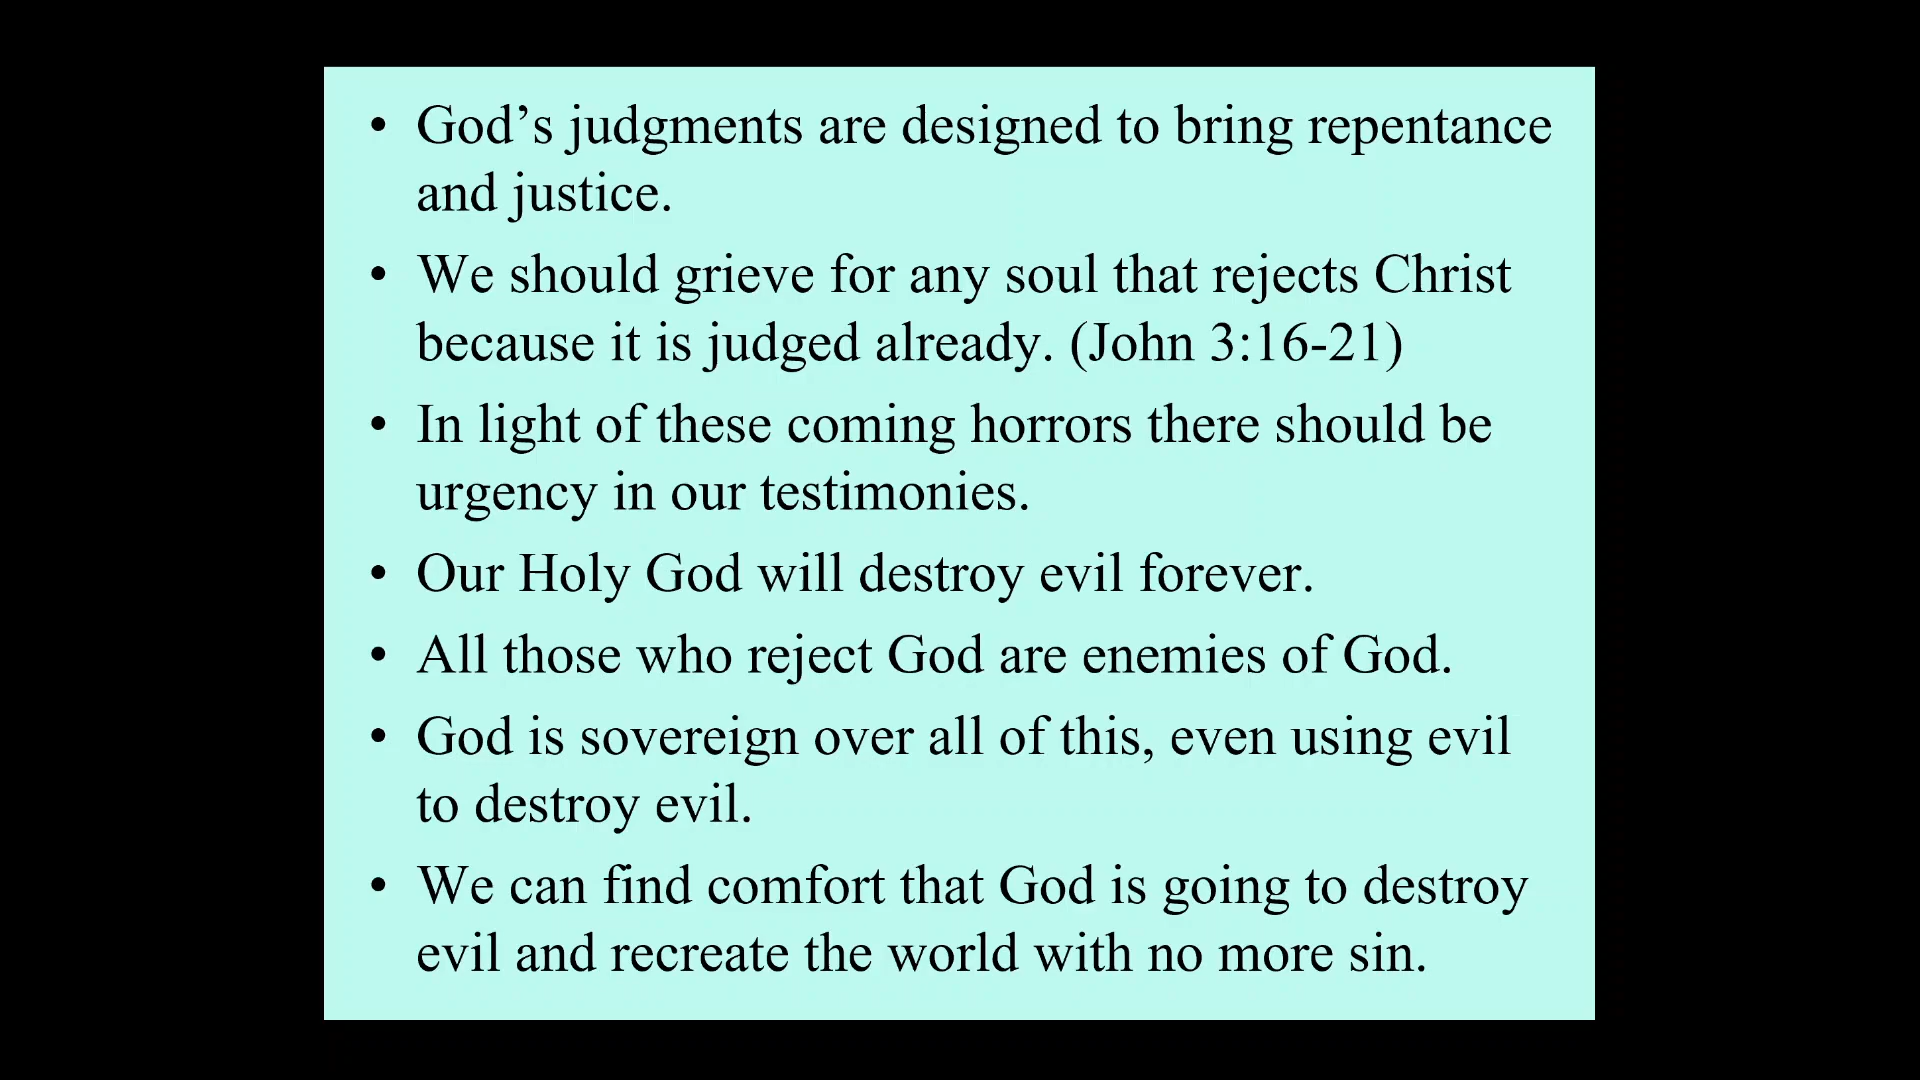 • God’s judgments are designed to bring repentance
and justice.
• We should grieve for any soul that rejects Christ
because it is judged already. (John 3:16-21)
• In light of these coming horrors there should be
urgency in our testimonies.
• Our Holy God will destroy evil forever.
• All those who reject God are enemies of God.
• God is sovereign over all of this, even using evil
to destroy evil.
• We can find comfort that God is going to destroy
evil and recreate the world with no more sin.